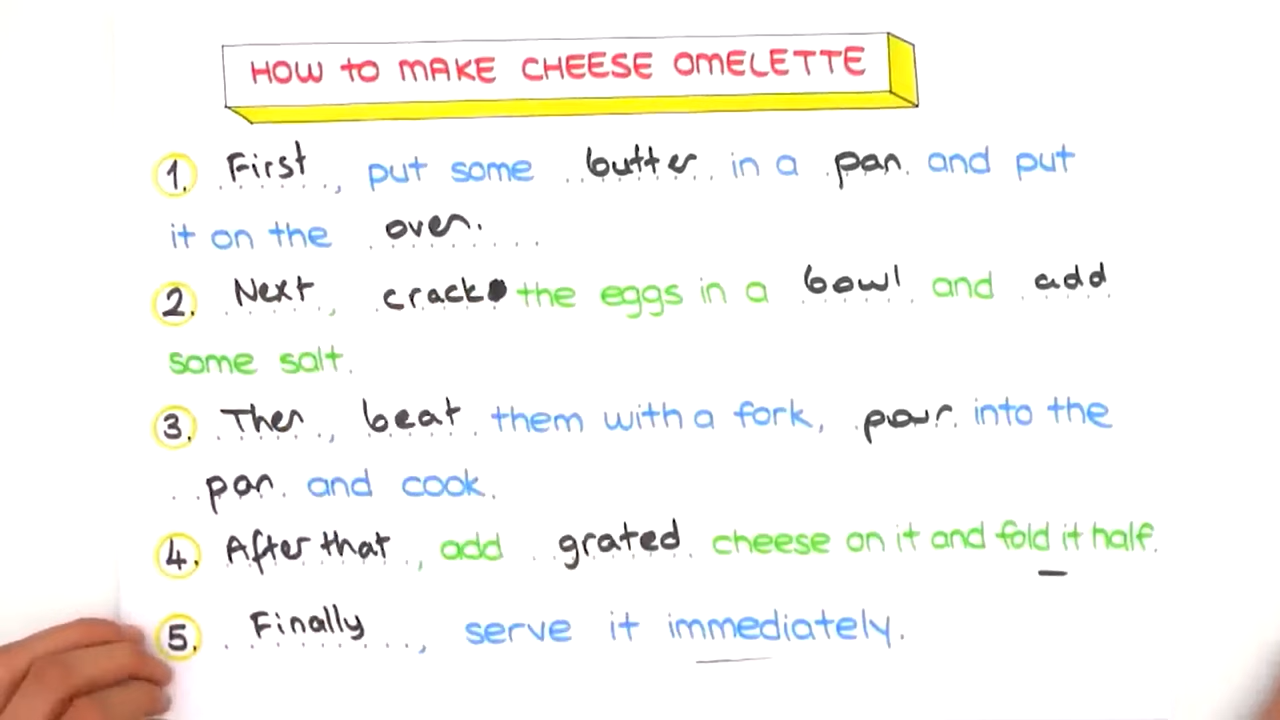 HOW TO MAKE CHEESE OMELETTE
1. First, put some butter in a pan and put
it on the oven.
2. Next, crack the eggs in a bowl and add
some salt.
3. Then, beat them with a fork, pour into the
pan and cook.
4. After that, add grated cheese on it and fold it half.
5. Finally, serve it immediately.